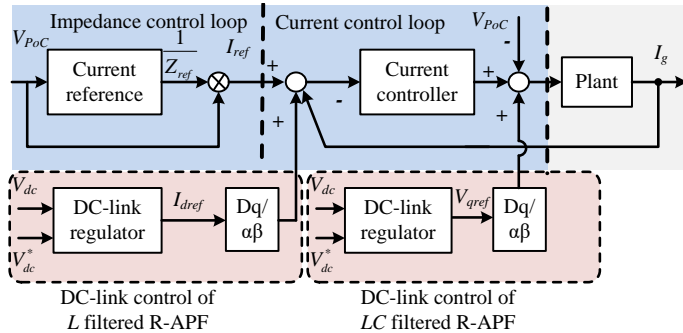 Impedance control loop
Current control loop
V_PoC
Current
reference
1
Z_ref
I_ref
+
+
-
Current
controller
V_PoC
-
+
+
Plant
I_g
V_dc
V*_dc
DC-link
regulator
I_dref
Dq/
αβ
V_dc
V*_dc
DC-link
regulator
V_qref
Dq/
αβ
DC-link control of
L filtered R-APF
DC-link control of
LC filtered R-APF